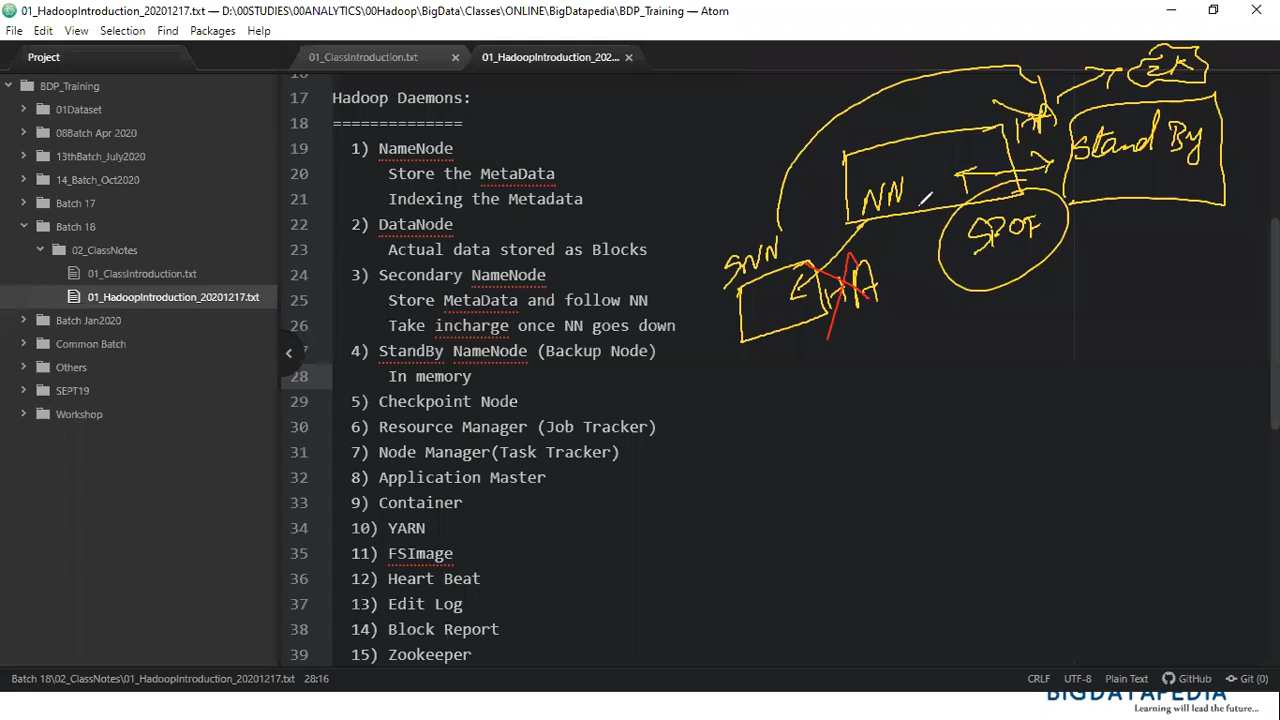 01_HadoopIntroduction_20201217.txt — D:\00STUDIES\00ANALYTICS\00Hadoop\BigData\Classes\ONLINE\BigDatapedia\BDP_Training — Atom
File Edit View Selection Find Packages Help
Project
01_ClassIntroduction.txt
01_HadoopIntroduction_202...
BDP_Training
01Dataset
08Batch Apr 2020
13thBatch_July2020
14_Batch_Oct2020
Batch 17
Batch 18
02_ClassNotes
01_ClassIntroduction.txt
01_HadoopIntroduction_20201217.txt
Batch Jan2020
Common Batch
Others
SEPT19
Workshop
16
17 Hadoop Daemons:
18 ==============
19 1) NameNode
20 Store the MetaData
21 Indexing the Metadata
22 2) DataNode
23 Actual data stored as Blocks
24 3) Secondary NameNode
25 Store MetaData and follow NN
26 Take incharge once NN goes down
27 4) StandBy NameNode (Backup Node)
28 In memory
29 5) Checkpoint Node
30 6) Resource Manager (Job Tracker)
31 7) Node Manager(Task Tracker)
32 8) Application Master
33 9) Container
34 10) YARN
35 11) FSImage
36 12) Heart Beat
37 13) Edit Log
38 14) Block Report
39 15) Zookeeper
ZK
Stand By
NN
SPOF
SNN
HA
Batch 18\02_ClassNotes\01_HadoopIntroduction_20201217.txt 28:16
CRLF UTF-8 Plain Text GitHub Git (0)
BIGDATAPEDIA
Learning will lead the future...